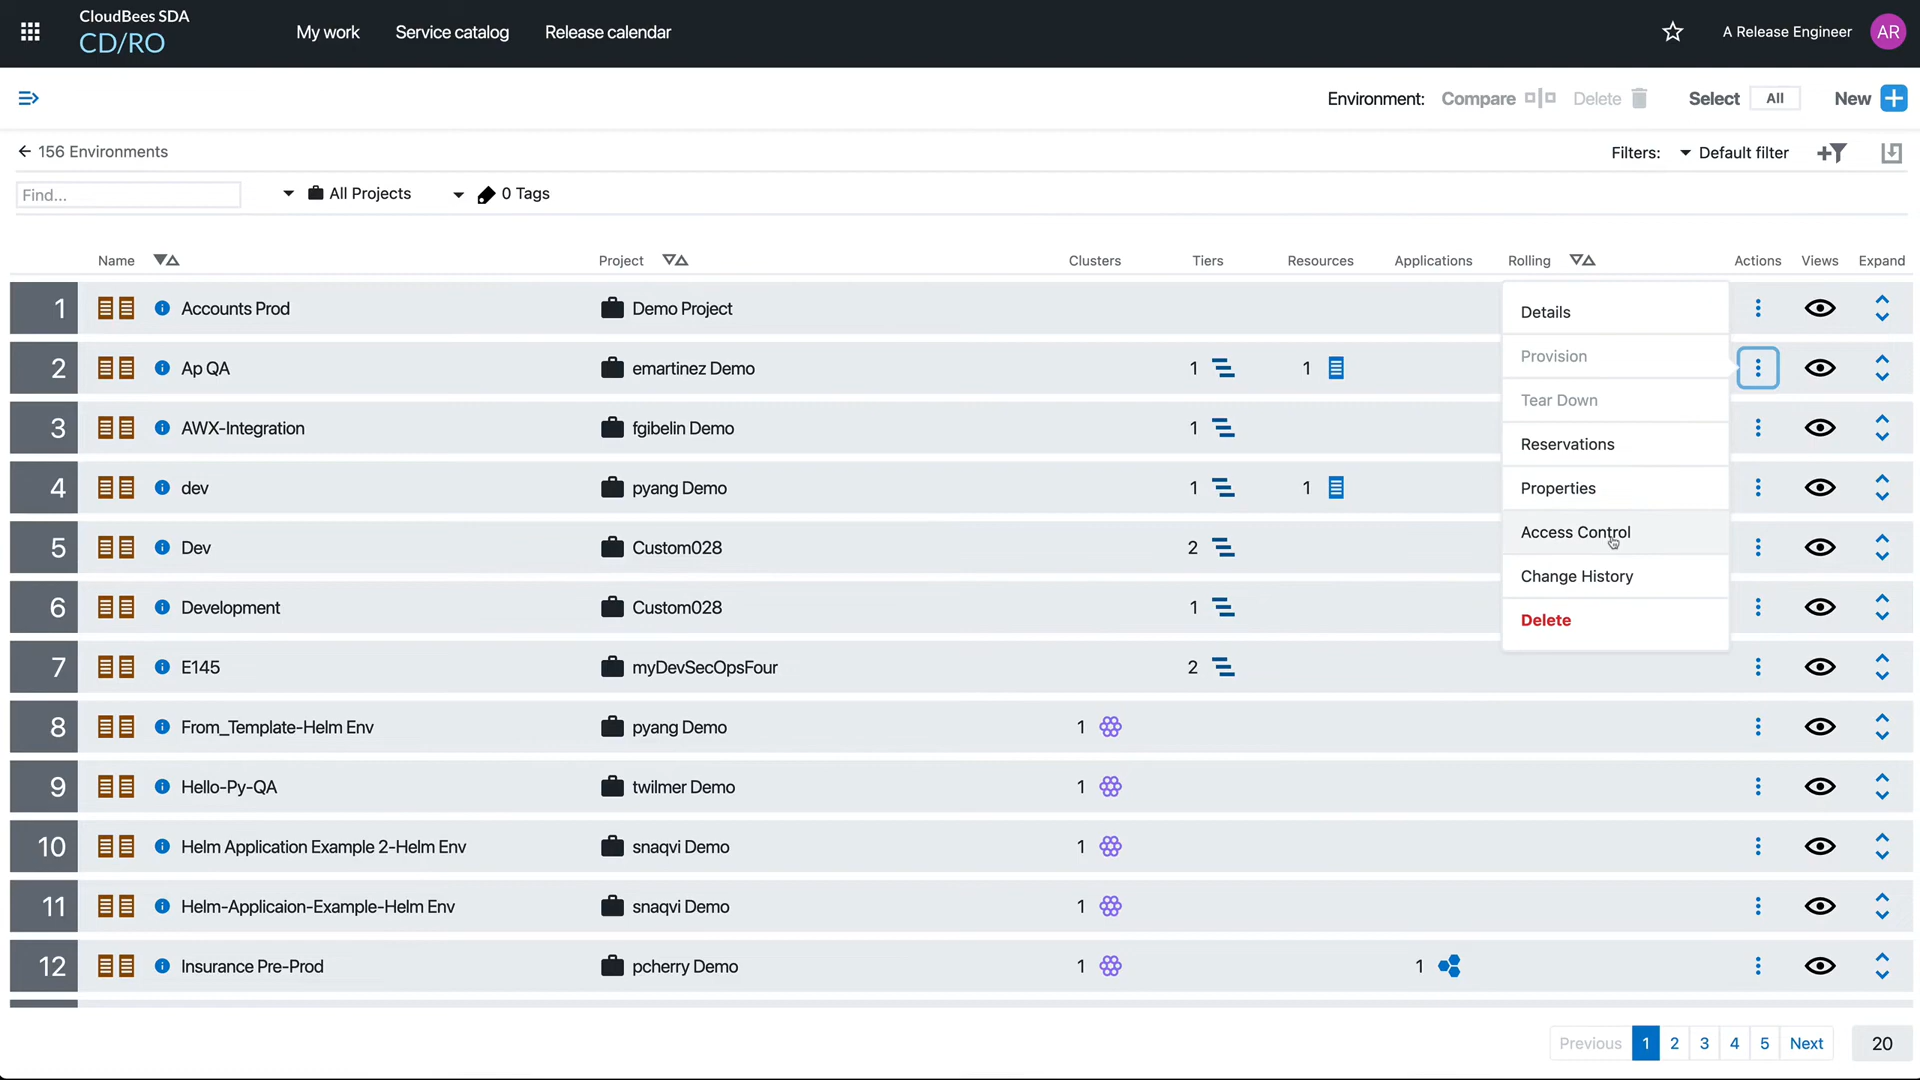 CloudBees SDA
CD/RO
My work Service catalog Release calendar
A Release Engineer AR
Environment: Compare Delete Select All New
156 Environments
Filters: Default filter
Find... All Projects 0 Tags
Name Project Clusters Tiers Resources Applications Rolling Actions Views Expand
1 Accounts Prod Demo Project
2 Ap QA emartinez Demo 1 1
3 AWX-Integration fgibelin Demo 1
4 dev pyang Demo 1 1
5 Dev Custom028 2
6 Development Custom028 1
7 E145 myDevSecOpsFour 2
8 From_Template-Helm Env pyang Demo 1
9 Hello-Py-QA twilmer Demo 1
10 Helm Application Example 2-Helm Env snaqvi Demo 1
11 Helm-Applicaion-Example-Helm Env snaqvi Demo 1
12 Insurance Pre-Prod pcherry Demo 1 1
Details
Provision
Tear Down
Reservations
Properties
Access Control
Change History
Delete
Previous 1 2 3 4 5 Next 20